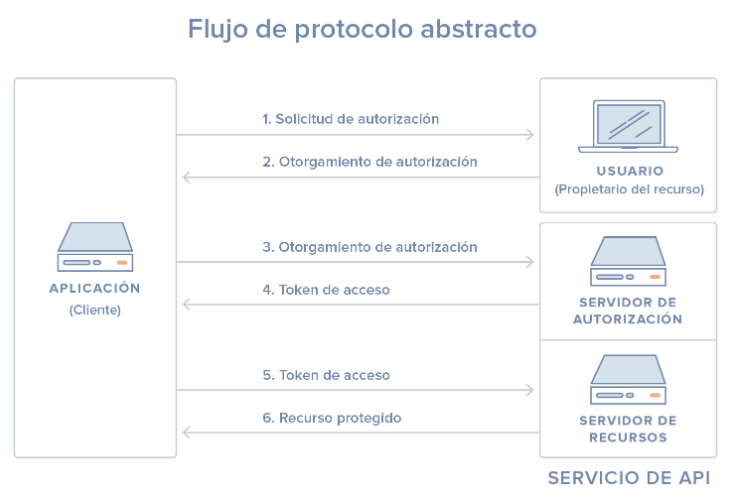 Flujo de protocolo abstracto
1. Solicitud de autorización
2. Otorgamiento de autorización
USUARIO
(Propietario del recurso)
3. Otorgamiento de autorización
4. Token de acceso
APLICACIÓN
(Cliente)
SERVIDOR DE
AUTORIZACIÓN
5. Token de acceso
6. Recurso protegido
SERVIDOR DE
RECURSOS
SERVICIO DE API